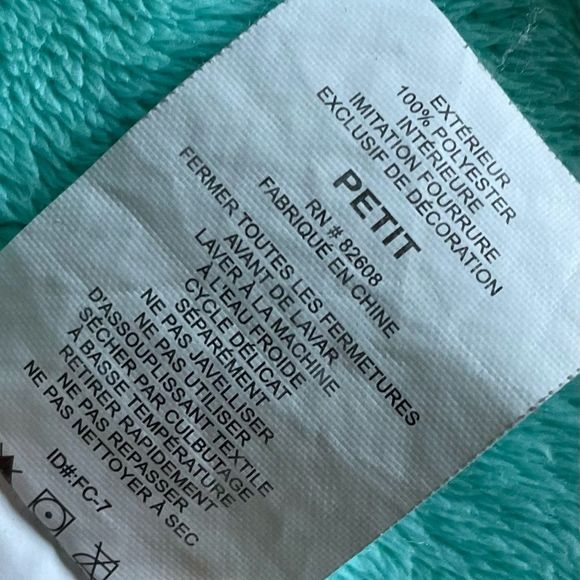 EXTÉRIEUR
100% POLYESTER
INTÉRIEURE
IMITATION FOURRURE
EXCLUSIF DE DÉCORATION
PETIT
RN # 82608
FABRIQUÉ EN CHINE
FERMER TOUTES LES FERMETURES
AVANT DE LAVAR
LAVER À LA MACHINE
À L'EAU FROIDE
CYCLE DÉLICAT
SÉPARÉMENT
NE PAS JAVELLISER
NE PAS UTILISER
D'ASSOUPLISSANT TEXTILE
SÉCHER PAR CULBUTAGE
À BASSE TEMPÉRATURE
RETIRER RAPIDEMENT
NE PAS REPASSER
NE PAS NETTOYER À SEC
ID#:FC-7